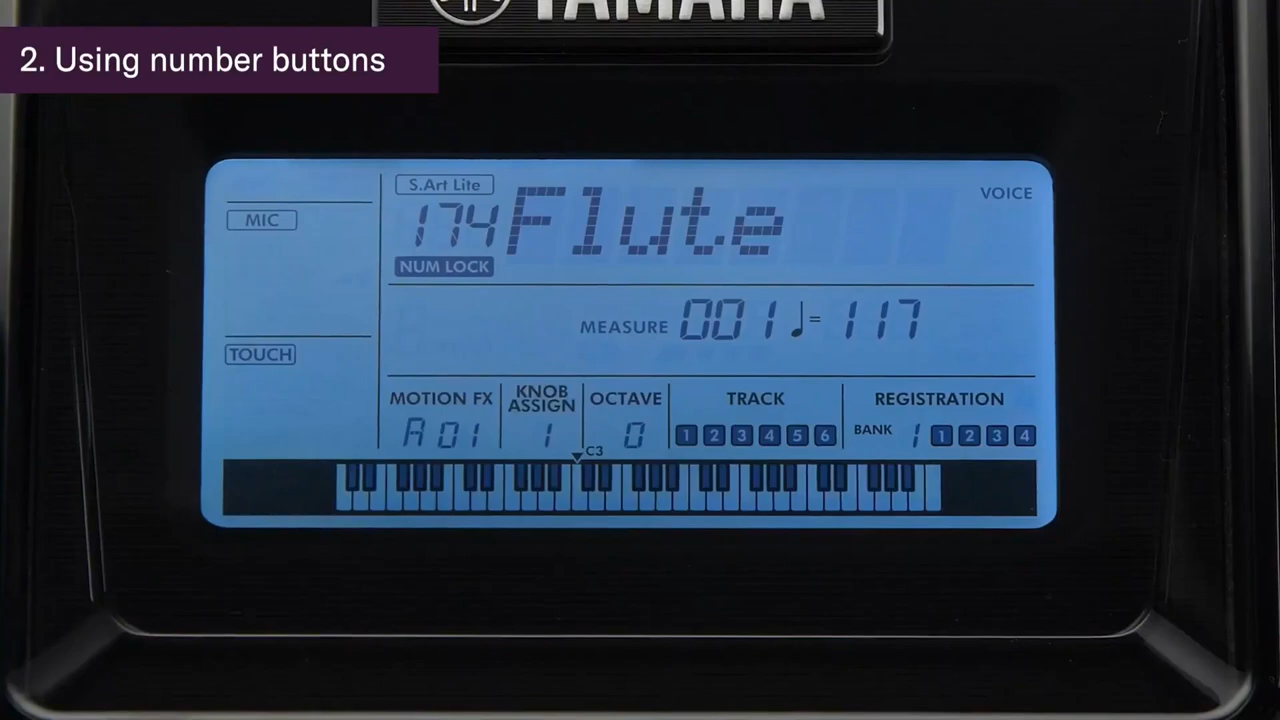 YAMAHA
2. Using number buttons
S.Art Lite
VOICE
MIC
174 Flute
NUM LOCK
MEASURE 001 ♩= 117
TOUCH
MOTION FX KNOB ASSIGN OCTAVE TRACK REGISTRATION
A01 1 0 1 2 3 4 5 6 BANK 1 1 2 3 4
C3